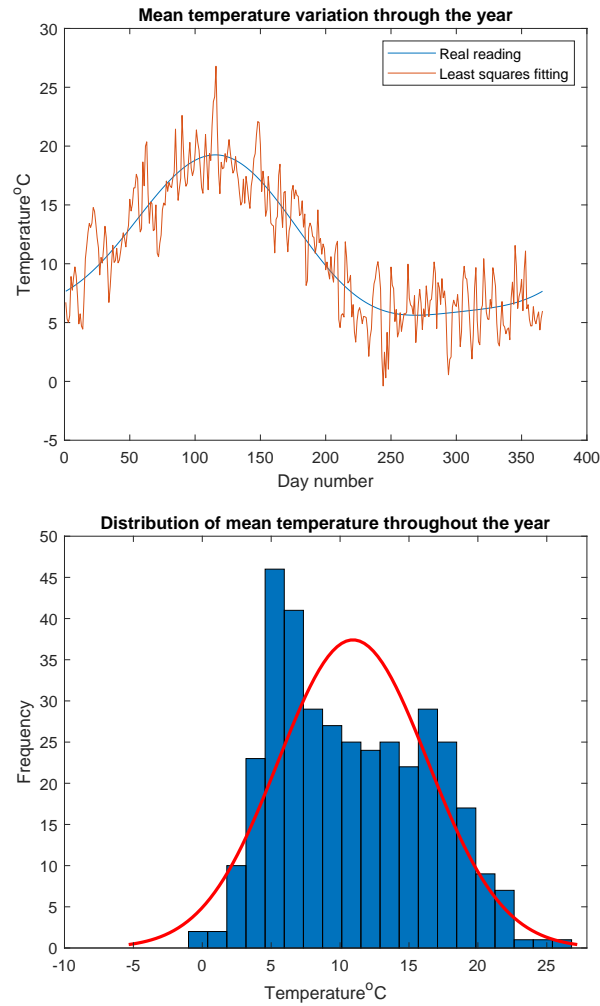 Mean temperature variation through the year
Real reading
Least squares fitting
30
25
20
15
10
5
0
-5
Temperature°C
0 50 100 150 200 250 300 350 400
Day number
Distribution of mean temperature throughout the year
50
45
40
35
30
25
20
15
10
5
0
Frequency
-10 -5 0 5 10 15 20 25
Temperature°C